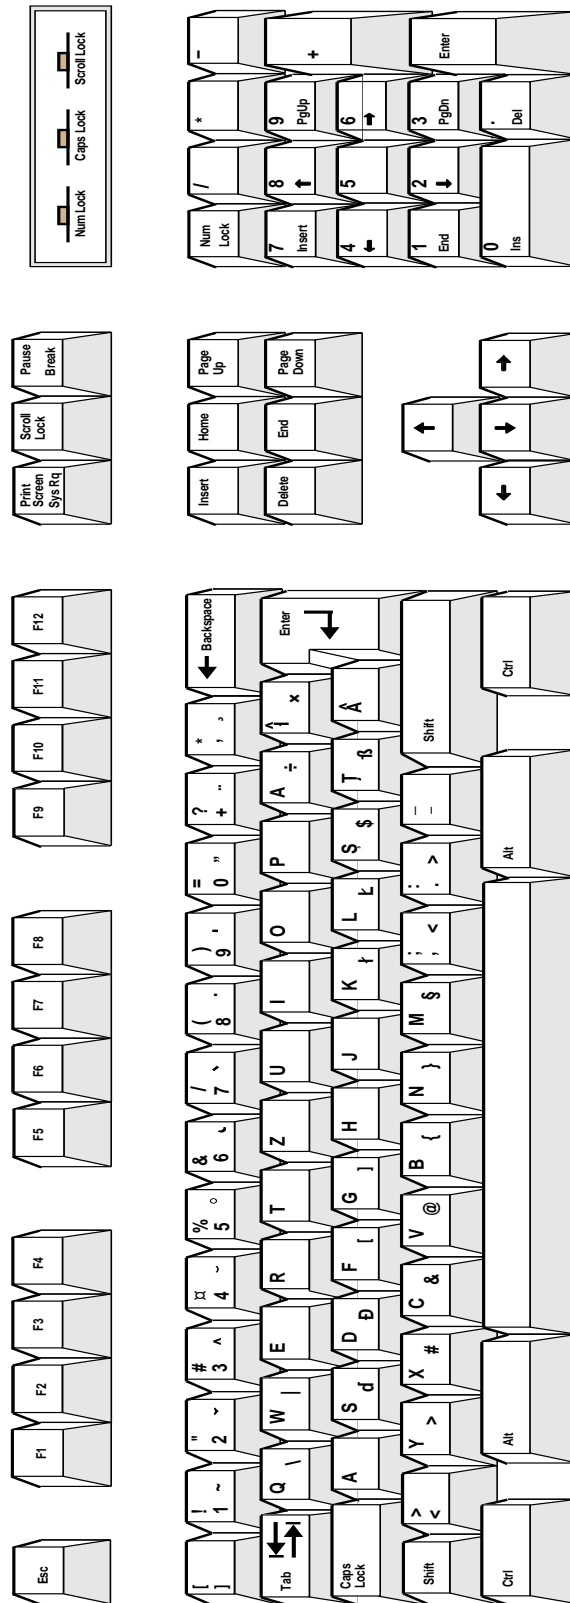 Esc
F1 F2 F3 F4
F5 F6 F7 F8
F9 F10 F11 F12
Print
Screen
Sys Rq
Scroll
Lock
Pause
Break
Num Lock Caps Lock Scroll Lock
[ ! " # ¤ % & / ( ) = ? *
] 1 ~ 2 ˇ 3 ^ 4 ˘ 5 ° 6 ˛ 7 ` 8 ˙ 9 ´ 0 ˝ + ¨ ' ¸
← Backspace
Insert Home
Page
Up
Num
Lock
/ * -
Tab
Q \ W | E R T Z U I O P A ÷ Î ×
Enter
Delete End
Page
Down
7 8 9 +
Insert ↑ PgUp
Caps
Lock
A S đ D Đ F [ G ] H J K ł L Ł Ș $ Ț ß Â
4 5 6
← →
Shift
> Y X C V B N M ; : _
< > # & @ { } § , < . > -
Shift
↑
1 2 3 Enter
End ↓ PgDn
Ctrl Alt Alt Ctrl
← ↓ →
0 .
Ins Del